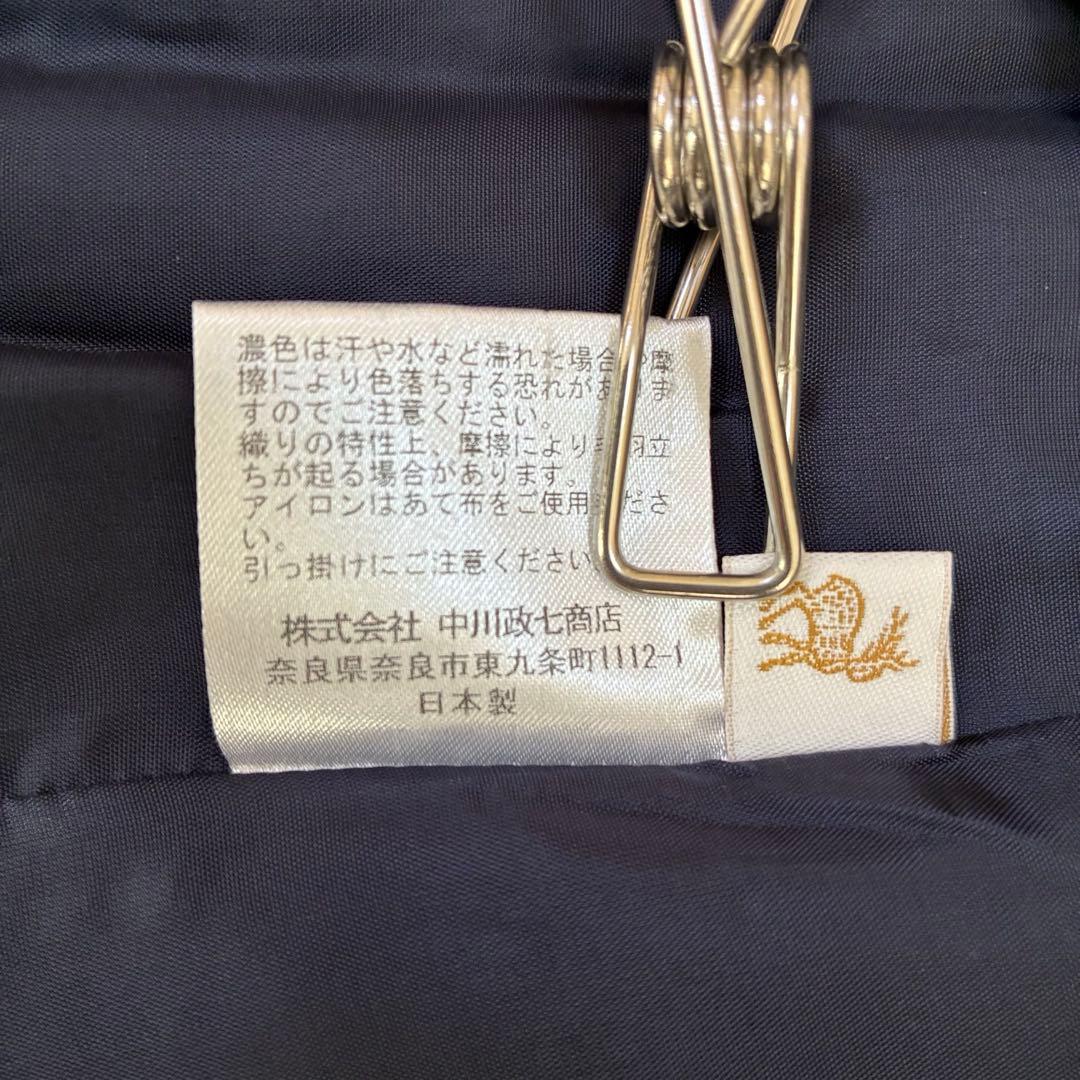 濃色は汗や水など濡れた場合や摩
擦により色落ちする恐れがありま
すのでご注意ください。
織りの特性上、摩擦により毛羽立
ちが起る場合があります。
アイロンはあて布をご使用くださ
い。
引っ掛けにご注意ください
株式会社 中川政七商店
奈良県奈良市東九条町1112-1
日本製